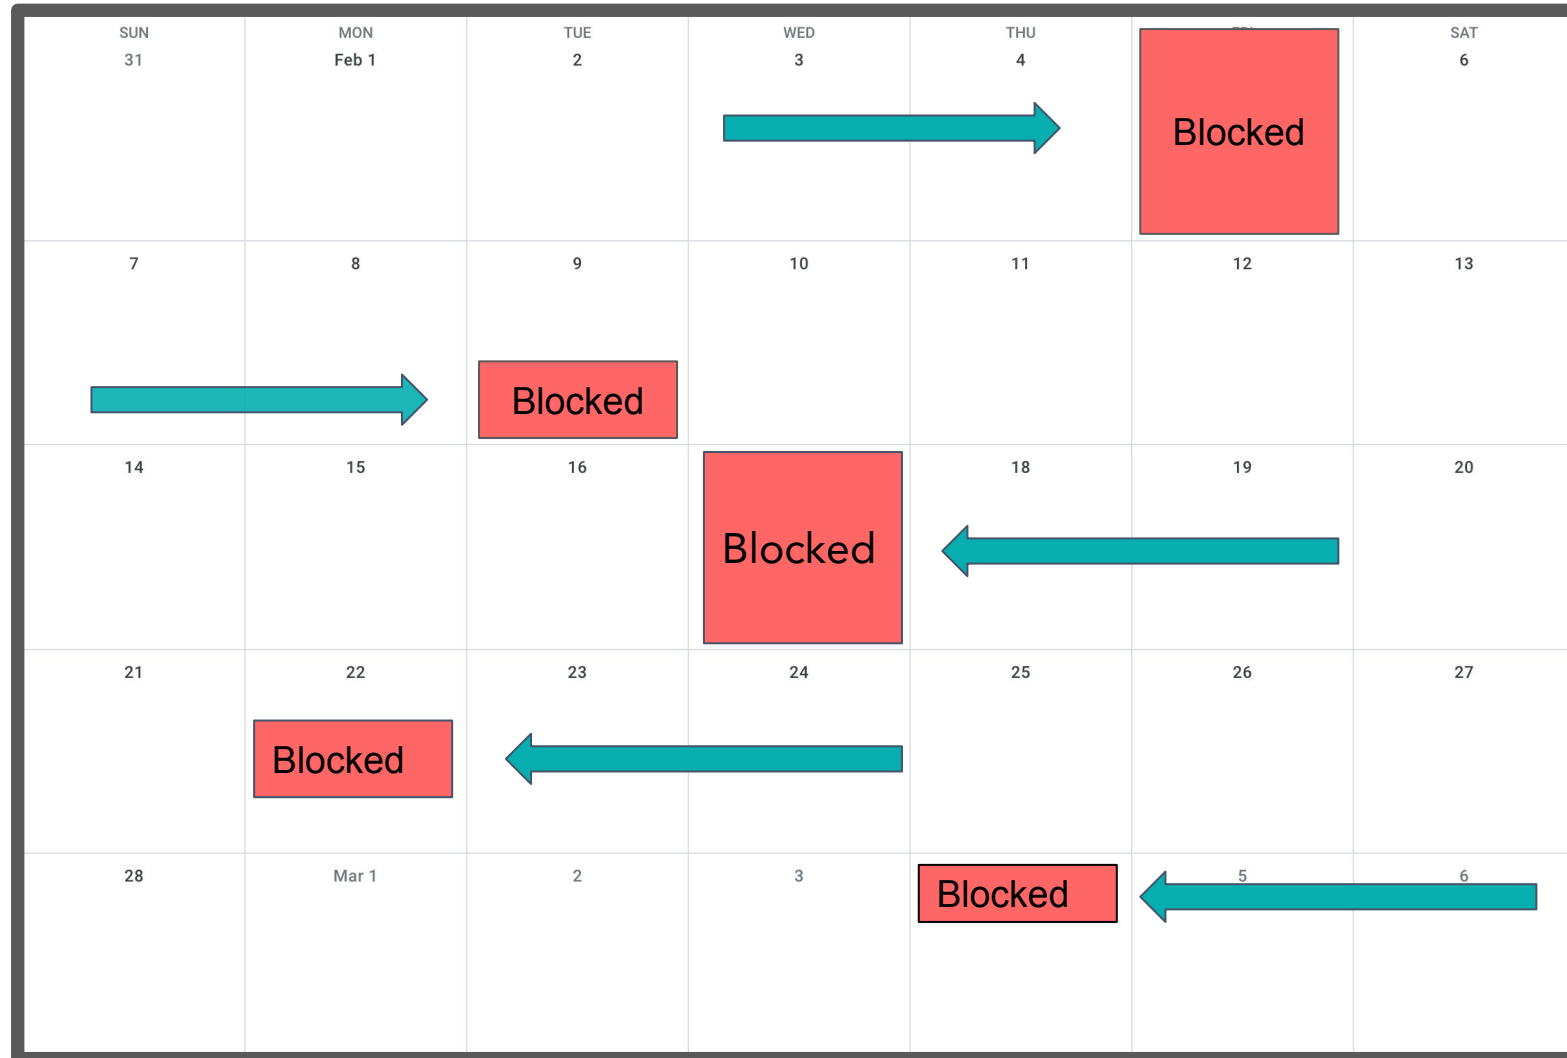 SUN MON TUE WED THU SAT
31 Feb 1 2 3 4 6
Blocked
7 8 9 10 11 12 13
Blocked
14 15 16 18 19 20
Blocked
21 22 23 24 25 26 27
Blocked
28 Mar 1 2 3 5 6
Blocked